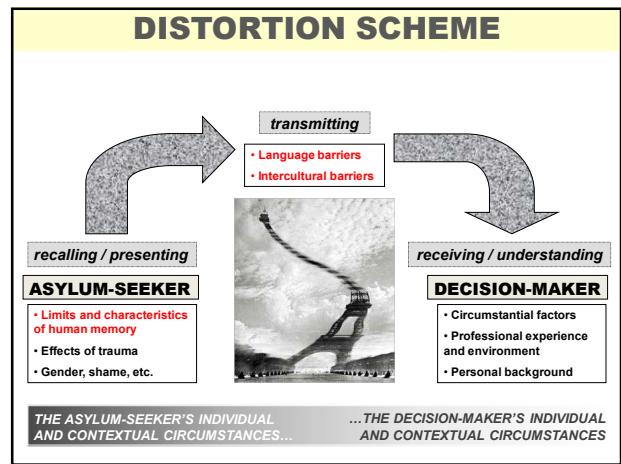 DISTORTION SCHEME
transmitting
• Language barriers
• Intercultural barriers
recalling / presenting
ASYLUM-SEEKER
• Limits and characteristics
of human memory
• Effects of trauma
• Gender, shame, etc.
receiving / understanding
DECISION-MAKER
• Circumstantial factors
• Professional experience
and environment
• Personal background
THE ASYLUM-SEEKER'S INDIVIDUAL
AND CONTEXTUAL CIRCUMSTANCES…
…THE DECISION-MAKER'S INDIVIDUAL
AND CONTEXTUAL CIRCUMSTANCES